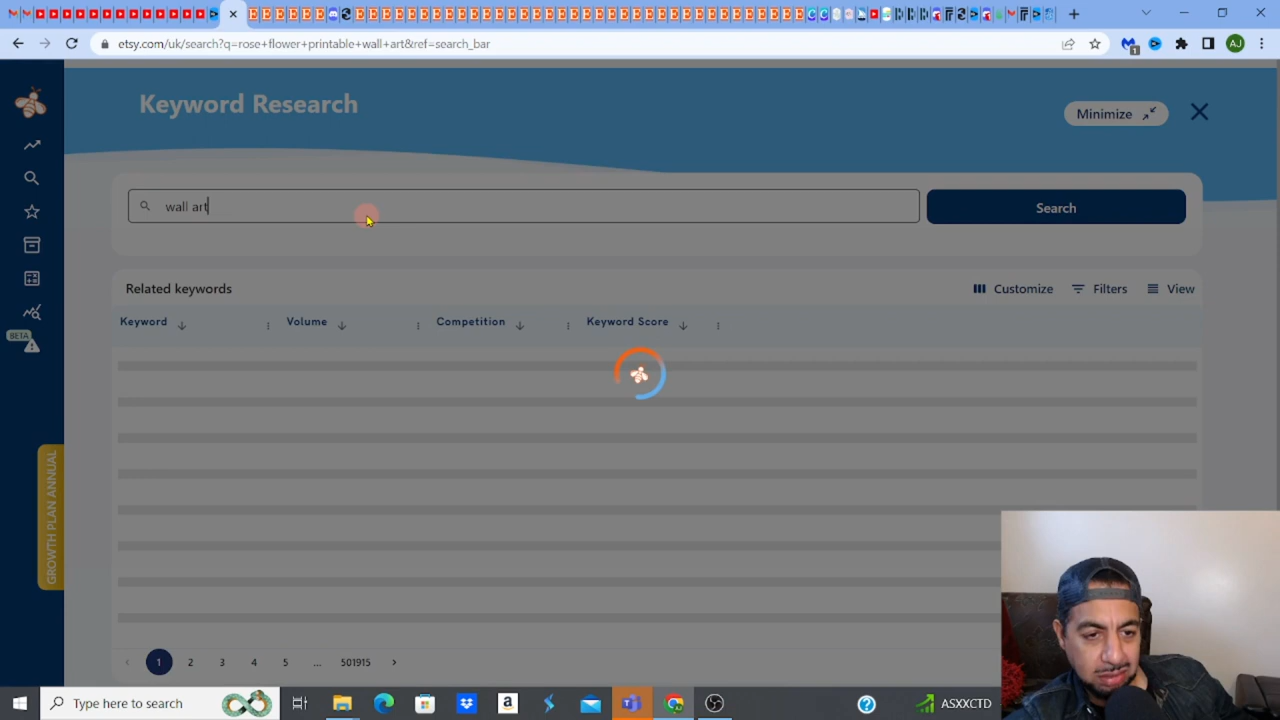 etsy.com/uk/search?q=rose+flower+printable+wall+art&ref=search_bar
1
AJ
Keyword Research
Minimize
wall art
Search
Related keywords
Customize
Filters
View
Keyword
Volume
Competition
Keyword Score
BETA
GROWTH PLAN ANNUAL
1
2
3
4
5
...
501915
Type here to search
ASXXCTD